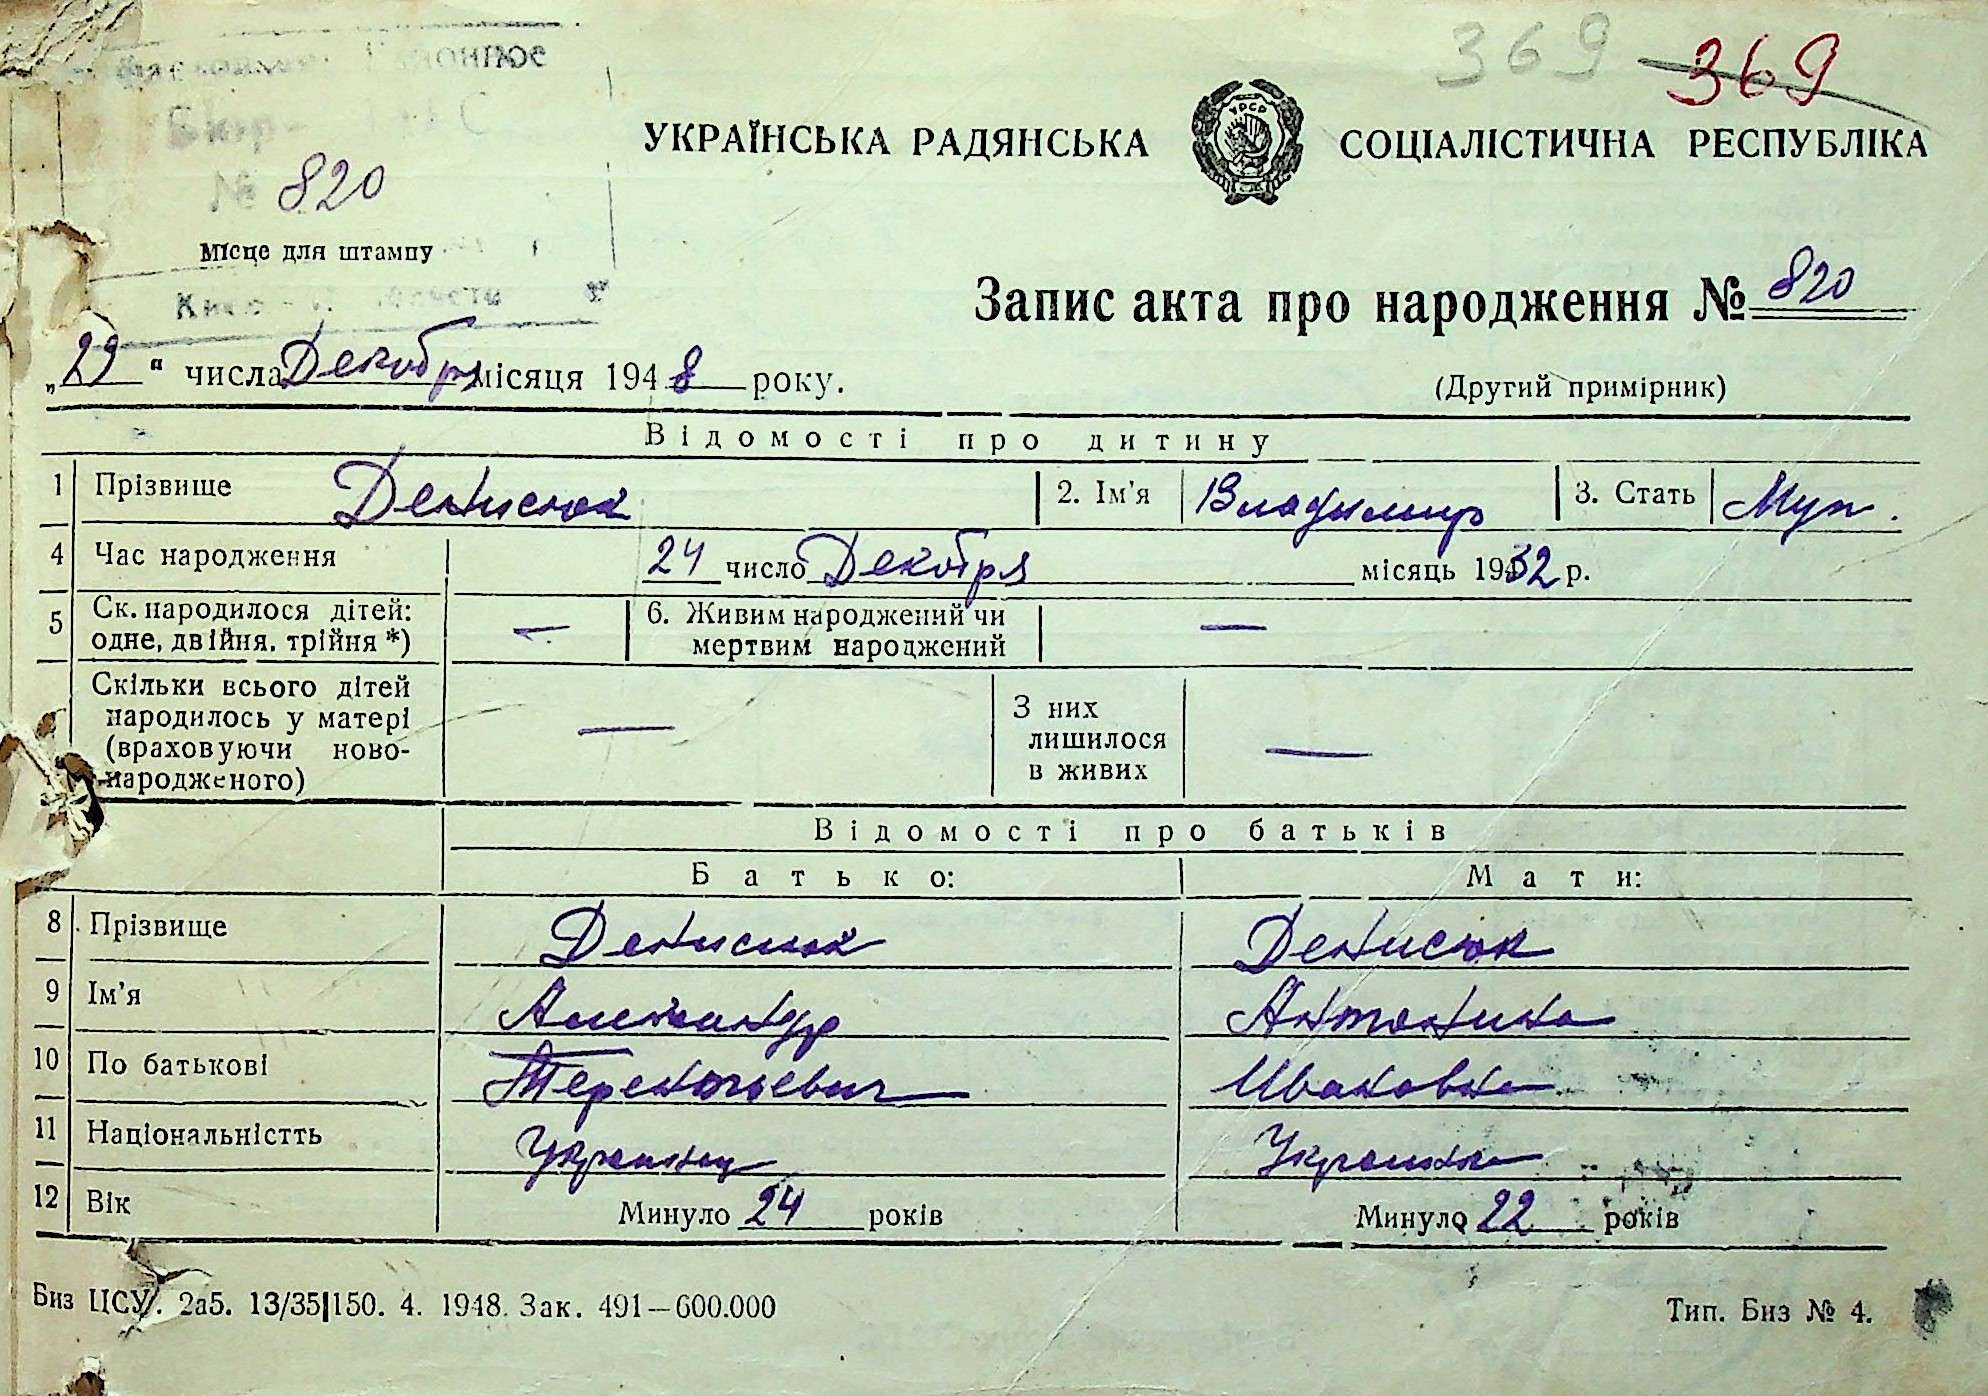 369 369
УКРАЇНСЬКА РАДЯНСЬКА СОЦІАЛІСТИЧНА РЕСПУБЛІКА
УРСР
№ 820
Місце для штампу
Запис акта про народження № 820
„29“ числа Декабря місяця 1948 року.
(Другий примірник)
Відомості про дитину
1 Прізвище Денисюк 2. Ім'я Владимир 3. Стать Муж.
4 Час народження 24 число Декабря місяць 1932 р.
5 Ск. народилося дітей: одне, двійня, трійня *) — 6. Живим народжений чи мертвим народжений —
Скільки всього дітей народилось у матері (враховуючи ново-народженого) — З них лишилося в живих —
Відомості про батьків
Батько: Мати:
8 Прізвище Денисюк Денисюк
9 Ім'я Александр Антонина
10 По батькові Терентьевич Ивановна
11 Національністть Украинец Украинка
12 Вік Минуло 24 років Минуло 22 років
Биз ЦСУ. 2а5. 13/35|150. 4. 1948. Зак. 491—600.000 Тип. Биз № 4.